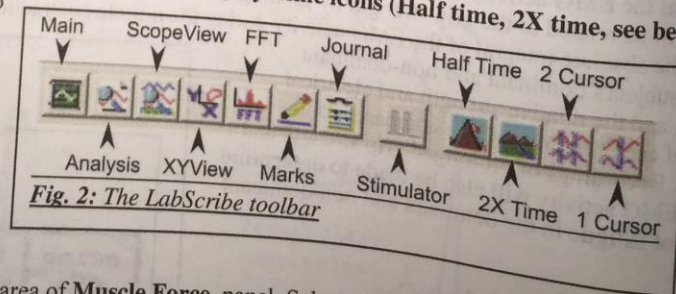 icons (Half time, 2X time, see be
Main ScopeView FFT Journal Half Time 2 Cursor
Analysis XYView Marks Stimulator 2X Time 1 Cursor
Fig. 2: The LabScribe toolbar
area of Muscle Force